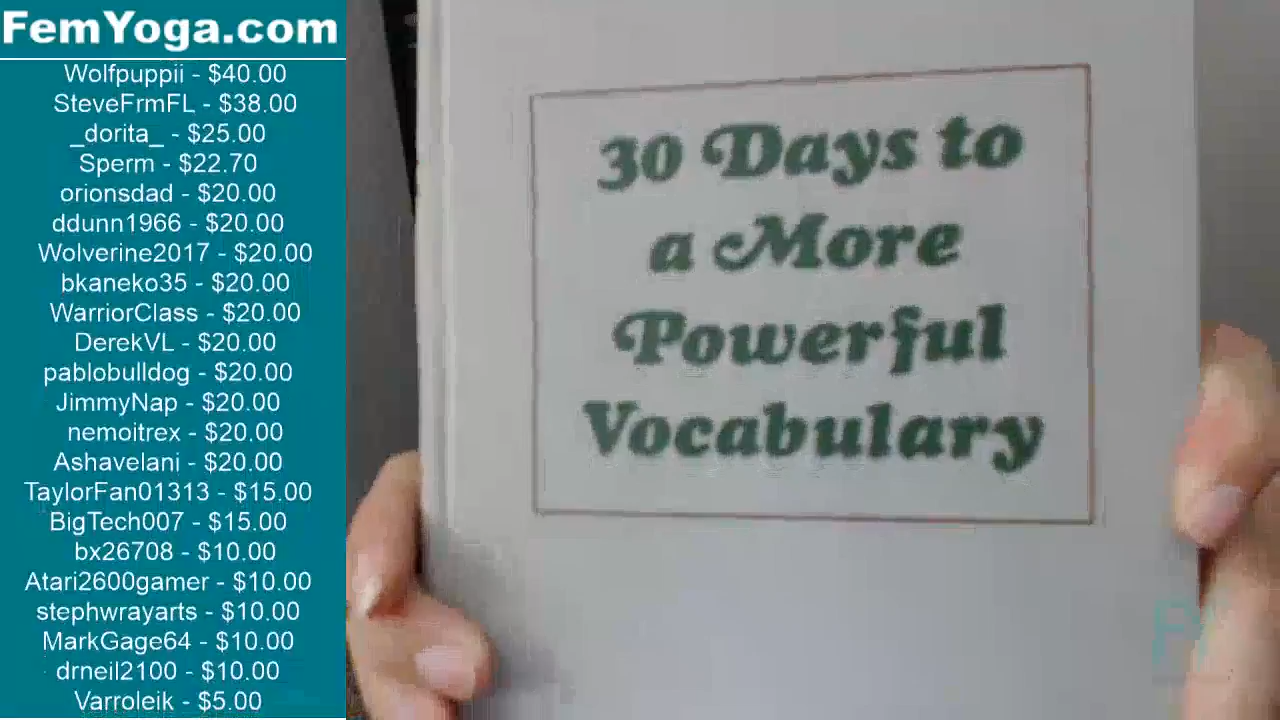 FemYoga.com
Wolfpuppii - $40.00
SteveFrmFL - $38.00
_dorita_ - $25.00
Sperm - $22.70
orionsdad - $20.00
ddunn1966 - $20.00
Wolverine2017 - $20.00
bkaneko35 - $20.00
WarriorClass - $20.00
DerekVL - $20.00
pablobulldog - $20.00
JimmyNap - $20.00
nemoitrex - $20.00
Ashavelani - $20.00
TaylorFan01313 - $15.00
BigTech007 - $15.00
bx26708 - $10.00
Atari2600gamer - $10.00
stephwrayarts - $10.00
MarkGage64 - $10.00
drneil2100 - $10.00
Varroleik - $5.00
30 Days to
a More
Powerful
Vocabulary
FY